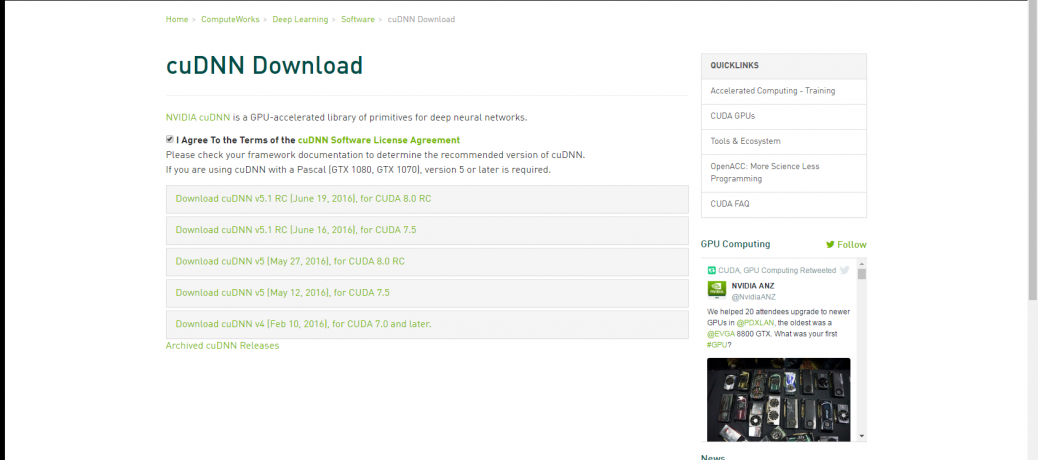 Home > ComputeWorks > Deep Learning > Software > cuDNN Download
cuDNN Download
NVIDIA cuDNN is a GPU-accelerated library of primitives for deep neural networks.
I Agree To the Terms of the cuDNN Software License Agreement
Please check your framework documentation to determine the recommended version of cuDNN.
If you are using cuDNN with a Pascal (GTX 1080, GTX 1070), version 5 or later is required.
Download cuDNN v5.1 RC (June 19, 2016), for CUDA 8.0 RC
Download cuDNN v5.1 RC (June 16, 2016), for CUDA 7.5
Download cuDNN v5 (May 27, 2016), for CUDA 8.0 RC
Download cuDNN v5 (May 12, 2016), for CUDA 7.5
Download cuDNN v4 (Feb 10, 2016), for CUDA 7.0 and later.
Archived cuDNN Releases
QUICKLINKS
Accelerated Computing - Training
CUDA GPUs
Tools & Ecosystem
OpenACC: More Science Less
Programming
CUDA FAQ
GPU Computing
Follow
CUDA, GPU Computing Retweeted
NVIDIA ANZ
@NvidiaANZ
We helped 20 attendees upgrade to newer
GPUs in @PDXLAN, the oldest was a
@EVGA 8800 GTX. What was your first
#GPU?
News